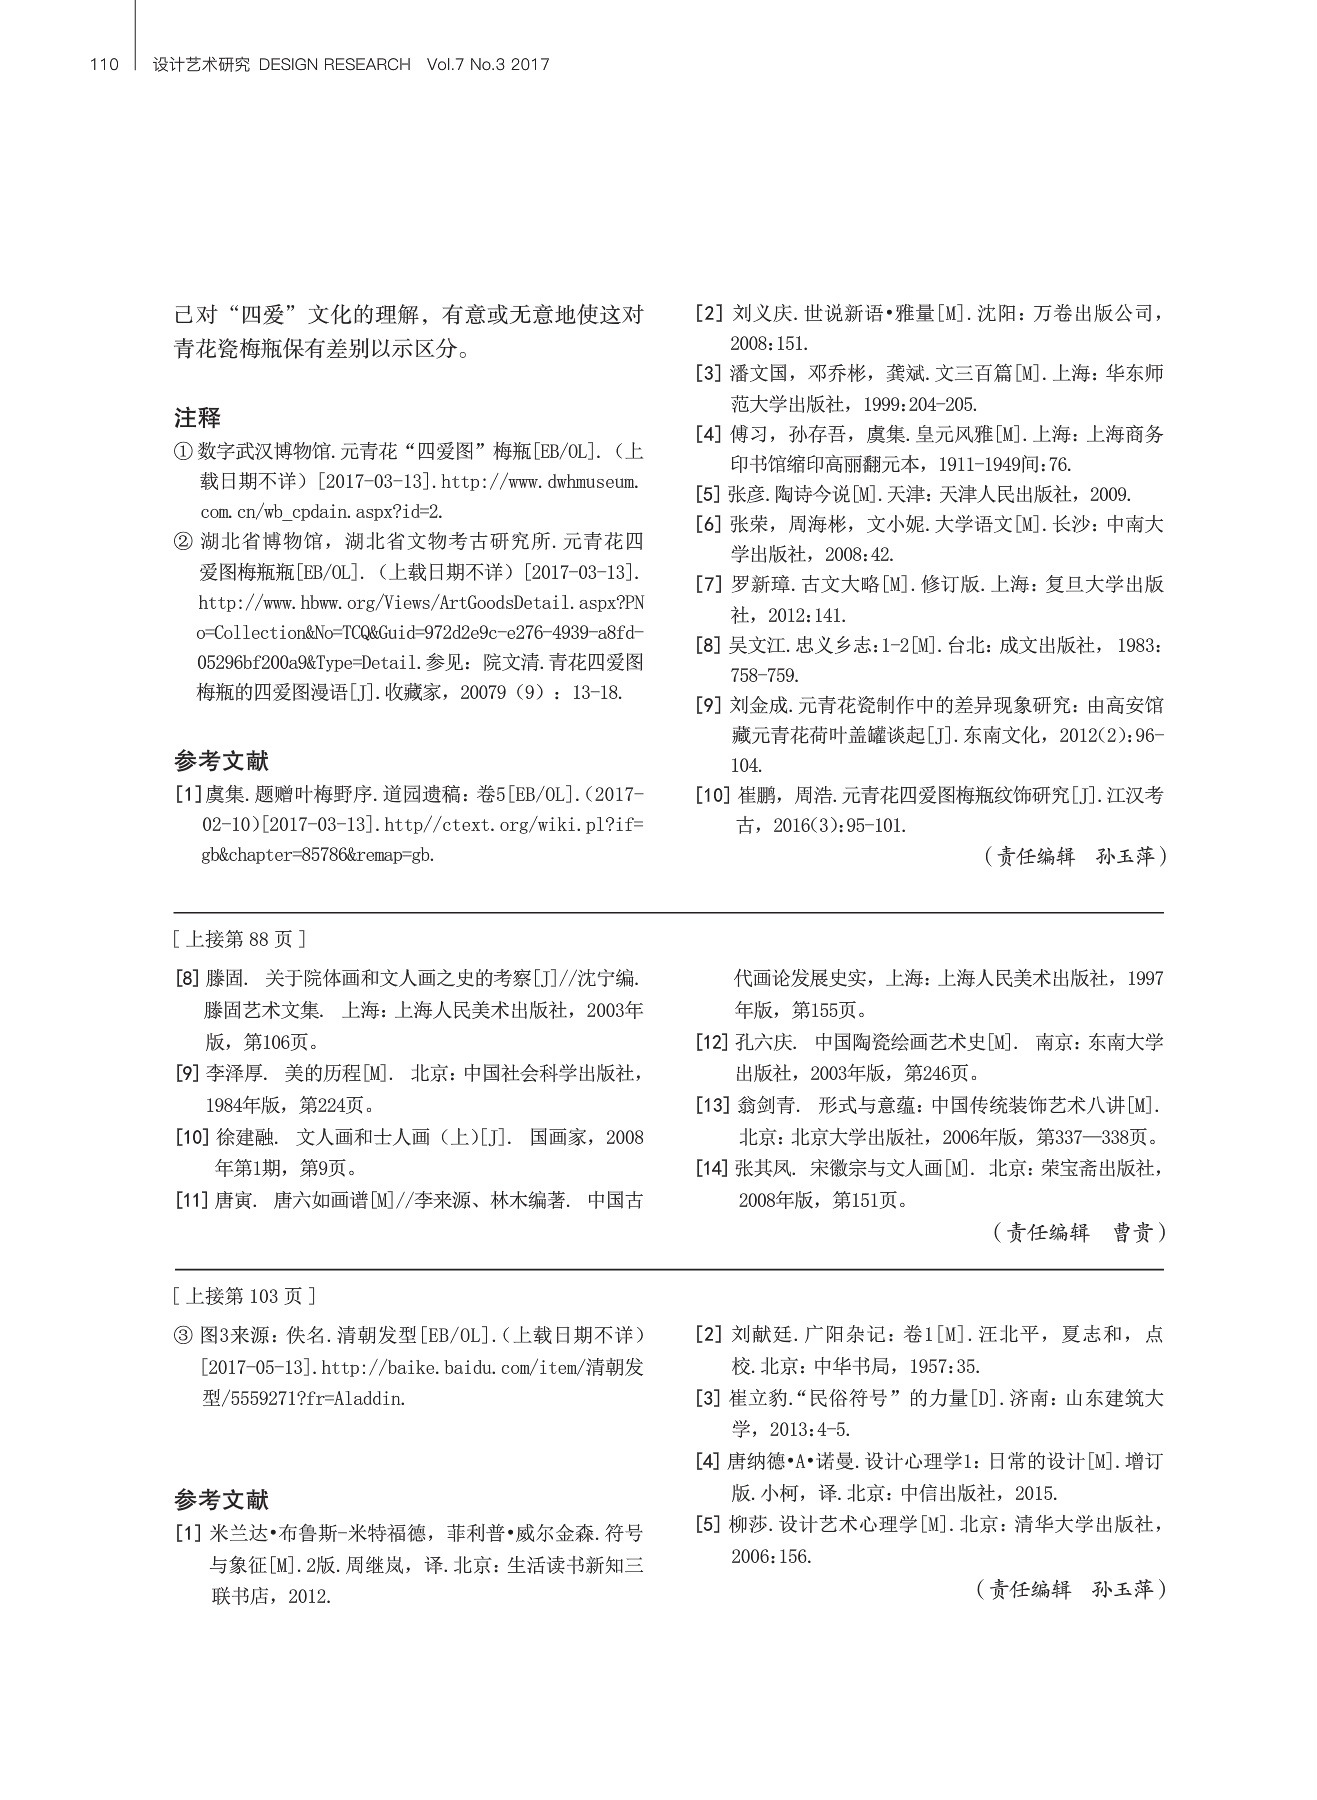 110 设计艺术研究 DESIGN RESEARCH Vol.7 No.3 2017
己对“四爱”文化的理解，有意或无意地使这对
青花瓷梅瓶保有差别以示区分。
注释
① 数字武汉博物馆.元青花“四爱图”梅瓶[EB/OL].（上
载日期不详）[2017-03-13].http://www.dwhmuseum.
com.cn/wb_cpdain.aspx?id=2.
② 湖北省博物馆，湖北省文物考古研究所.元青花四
爱图梅瓶瓶[EB/OL].（上载日期不详）[2017-03-13].
http://www.hbww.org/Views/ArtGoodsDetail.aspx?PN
o=Collection&No=TCQ&Guid=972d2e9c-e276-4939-a8fd-
05296bf200a9&Type=Detail.参见：院文清.青花四爱图
梅瓶的四爱图漫语[J].收藏家，20079（9）：13-18.
参考文献
[1]虞集.题赠叶梅野序.道园遗稿：卷5[EB/OL].(2017-
02-10)[2017-03-13].http//ctext.org/wiki.pl?if=
gb&chapter=85786&remap=gb.
[2] 刘义庆.世说新语•雅量[M].沈阳：万卷出版公司，
2008:151.
[3] 潘文国，邓乔彬，龚斌.文三百篇[M].上海：华东师
范大学出版社，1999:204-205.
[4] 傅习，孙存吾，虞集.皇元风雅[M].上海：上海商务
印书馆缩印高丽翻元本，1911-1949间:76.
[5] 张彦.陶诗今说[M].天津：天津人民出版社，2009.
[6] 张荣，周海彬，文小妮.大学语文[M].长沙：中南大
学出版社，2008:42.
[7] 罗新璋.古文大略[M].修订版.上海：复旦大学出版
社，2012:141.
[8] 吴文江.忠义乡志:1-2[M].台北：成文出版社，1983:
758-759.
[9] 刘金成.元青花瓷制作中的差异现象研究：由高安馆
藏元青花荷叶盖罐谈起[J].东南文化，2012(2):96-
104.
[10] 崔鹏，周浩.元青花四爱图梅瓶纹饰研究[J].江汉考
古，2016(3):95-101.
（责任编辑　孙玉萍）
[ 上接第 88 页 ]
[8] 滕固.　关于院体画和文人画之史的考察[J]//沈宁编.
滕固艺术文集.　上海：上海人民美术出版社，2003年
版，第106页。
[9] 李泽厚.　美的历程[M].　北京：中国社会科学出版社，
1984年版，第224页。
[10] 徐建融.　文人画和士人画（上）[J].　国画家，2008
年第1期，第9页。
[11] 唐寅.　唐六如画谱[M]//李来源、林木编著.　中国古
代画论发展史实，上海：上海人民美术出版社，1997
年版，第155页。
[12] 孔六庆.　中国陶瓷绘画艺术史[M].　南京：东南大学
出版社，2003年版，第246页。
[13] 翁剑青.　形式与意蕴：中国传统装饰艺术八讲[M].
北京：北京大学出版社，2006年版，第337—338页。
[14] 张其凤.　宋徽宗与文人画[M].　北京：荣宝斋出版社，
2008年版，第151页。
（责任编辑　曹贵）
[ 上接第 103 页 ]
③ 图3来源：佚名.清朝发型[EB/OL].(上载日期不详)
[2017-05-13].http://baike.baidu.com/item/清朝发
型/5559271?fr=Aladdin.
参考文献
[1] 米兰达•布鲁斯-米特福德，菲利普•威尔金森.符号
与象征[M].2版.周继岚，译.北京：生活读书新知三
联书店，2012.
[2] 刘献廷.广阳杂记：卷1[M].汪北平，夏志和，点
校.北京：中华书局，1957:35.
[3] 崔立豹.“民俗符号”的力量[D].济南：山东建筑大
学，2013:4-5.
[4] 唐纳德•A•诺曼.设计心理学1：日常的设计[M].增订
版.小柯，译.北京：中信出版社，2015.
[5] 柳莎.设计艺术心理学[M].北京：清华大学出版社，
2006:156.
（责任编辑　孙玉萍）